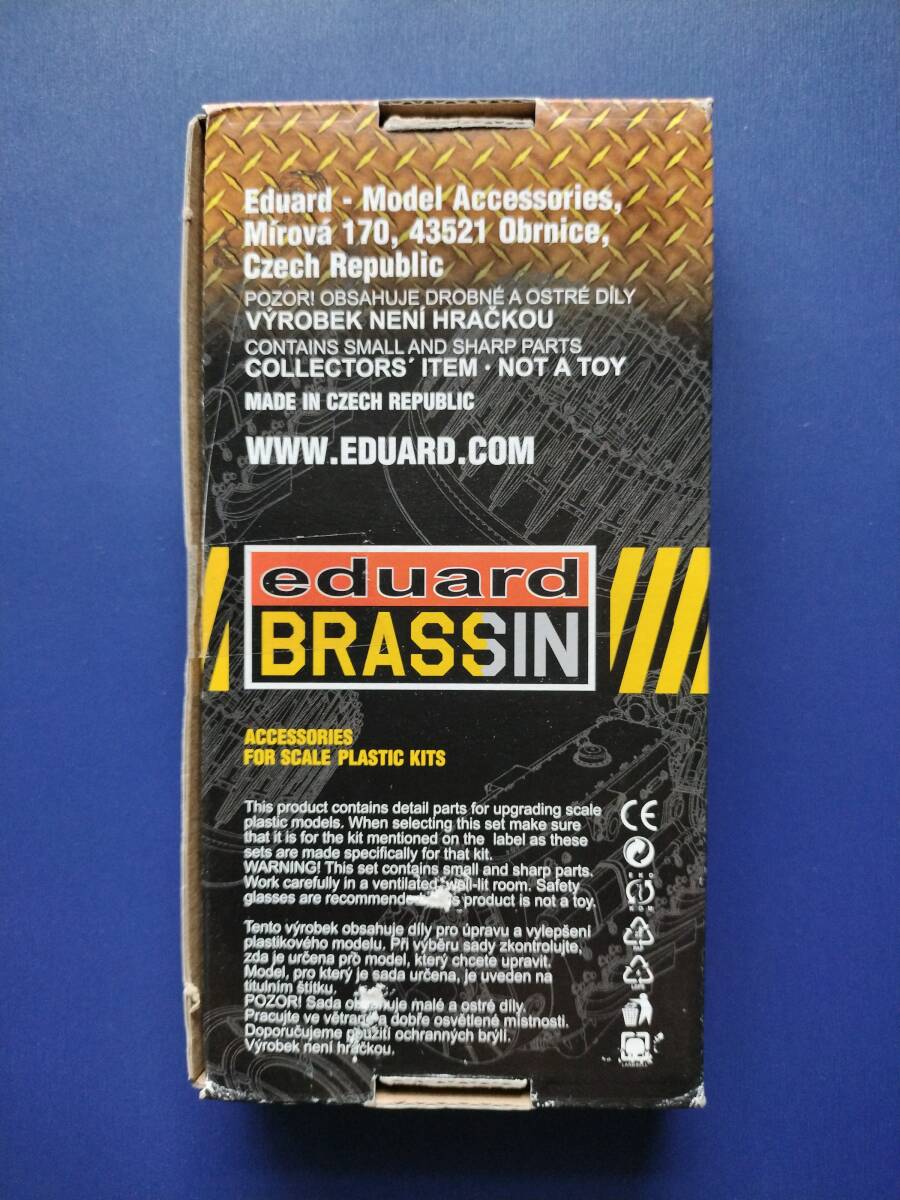 Eduard - Model Accessories,
Mírová 170, 43521 Obrnice,
Czech Republic
POZOR! OBSAHUJE DROBNÉ A OSTRÉ DÍLY
VÝROBEK NENÍ HRAČKOU
CONTAINS SMALL AND SHARP PARTS
COLLECTORS´ ITEM · NOT A TOY
MADE IN CZECH REPUBLIC
WWW.EDUARD.COM
eduard
BRASSIN
ACCESSORIES
FOR SCALE PLASTIC KITS
This product contains detail parts for upgrading scale
plastic models. When selecting this set make sure
that it is for the kit mentioned on the label as these
sets are made specifically for that kit.
WARNING! This set contains small and sharp parts.
Work carefully in a ventilated, well-lit room. Safety
glasses are product is not a toy.
CE
Tento výrobek obsahuje díly pro úpravu a vylepšení
plastikového modelu. Při výběru sady zkontrolujte,
zda je určena pro model, který chcete upravit.
Model, pro který je sada určena, je uveden na
titulním štítku.
POZOR! Sada malé a ostré díly.
Pracujte ve a dobře osvětlené místnosti.
Doporučujeme použití ochranných brýlí.
Výrobek není hračkou.